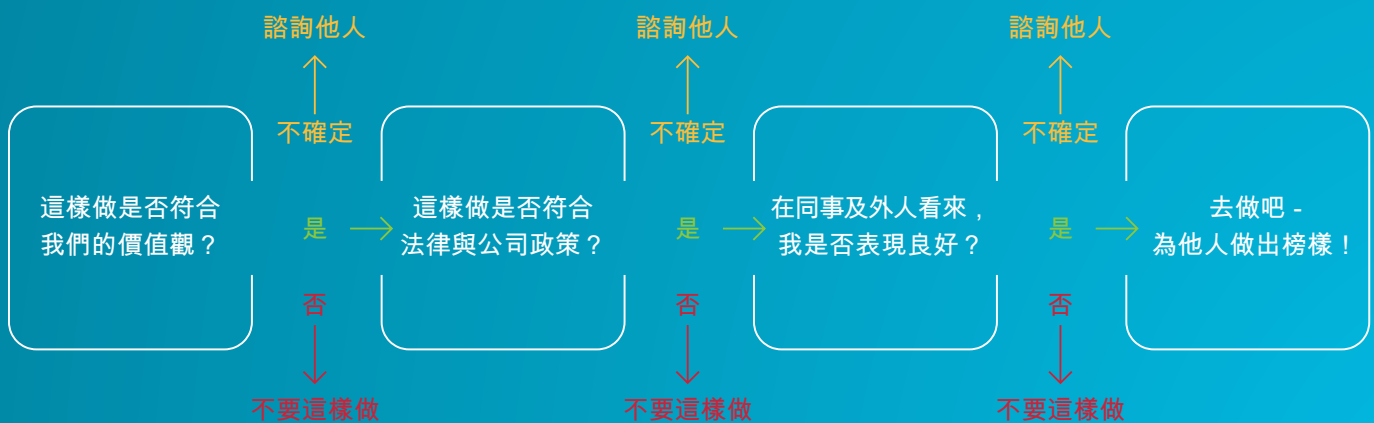 諮詢他人
諮詢他人
諮詢他人
不確定
不確定
不確定
這樣做是否符合
我們的價值觀？
是
這樣做是否符合
法律與公司政策？
是
在同事及外人看來，
我是否表現良好？
是
去做吧 -
為他人做出榜樣！
否
否
否
不要這樣做
不要這樣做
不要這樣做